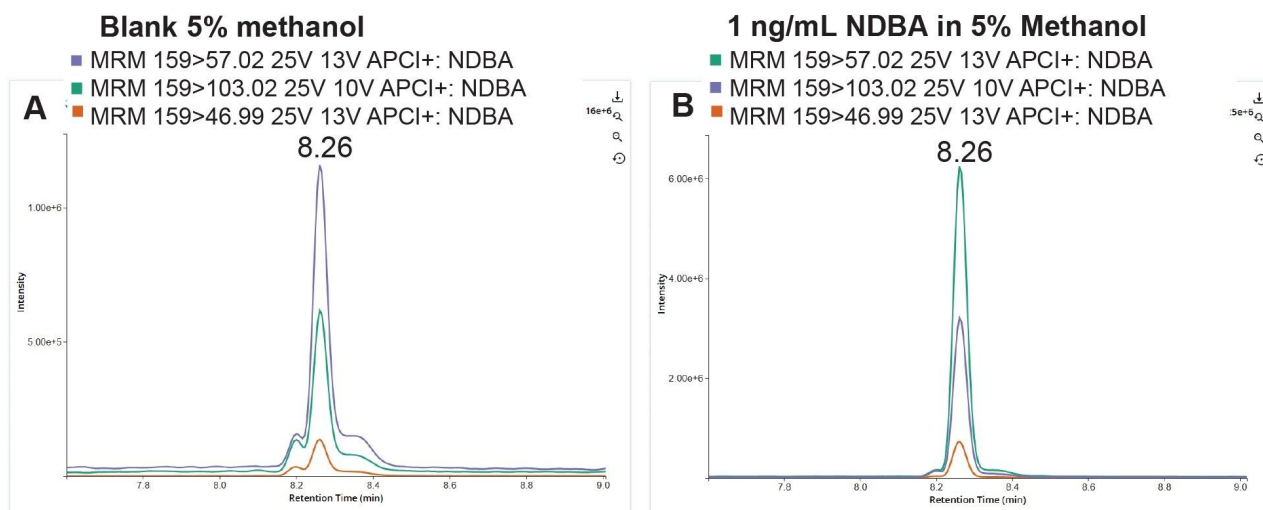 Blank 5% methanol
MRM 159>57.02 25V 13V APCI+: NDBA
MRM 159>103.02 25V 10V APCI+: NDBA
MRM 159>46.99 25V 13V APCI+: NDBA
A
16e+6
8.26
1.00e+6
5.00e+5
Intensity
7.8 8.0 8.2 8.4 8.6 8.8 9.0
Retention Time (min)
1 ng/mL NDBA in 5% Methanol
MRM 159>57.02 25V 13V APCI+: NDBA
MRM 159>103.02 25V 10V APCI+: NDBA
MRM 159>46.99 25V 13V APCI+: NDBA
B
8.26
6.00e+6
4.00e+6
2.00e+6
Intensity
7.8 8.0 8.2 8.4 8.6 8.8 9.0
Retention Time (min)